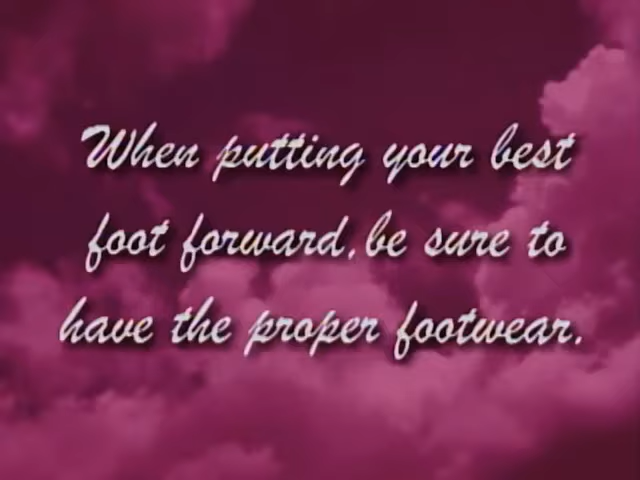 When putting your best
foot forward, be sure to
have the proper footwear.